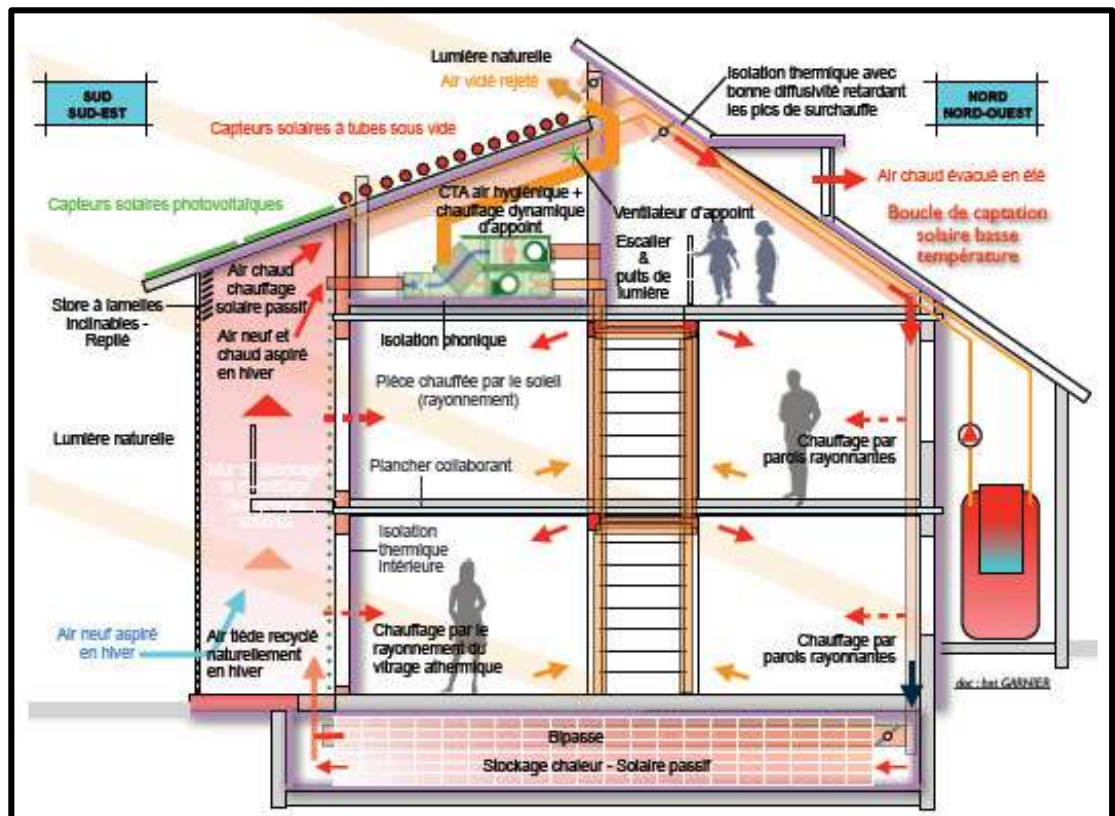 Lumière naturelle
Air vicié rejeté
SUD
SUD-EST
Isolation thermique avec
bonne diffusivité retardant
les pics de surchauffe
NORD
NORD-OUEST
Capteurs solaires à tubes sous vide
Air chaud évacué en été
CTA air hygiénique +
chauffage dynamique
d'appoint
Capteurs solaires photovoltaïques
Ventilateur d'appoint
Boucle de captation
solaire basse
température
Escalier
&
puits de
lumière
Air chaud
chauffage
solaire passif
Store à lamelles
Inclinables -
Replié
Air neuf et
chaud aspiré
en hiver
Isolation phonique
Pièce chauffée par le soleil
(rayonnement)
Lumière naturelle
Chauffage par
parois rayonnantes
Plancher collaborant
Isolation
thermique
Intérieure
Air neuf aspiré
en hiver
Air tiède recyclé
naturellement
en hiver
Chauffage par le
rayonnement du
vitrage athermique
Chauffage par
parois rayonnantes
doc : bat GARNIER
Bipasse
Stockage chaleur - Solaire passif